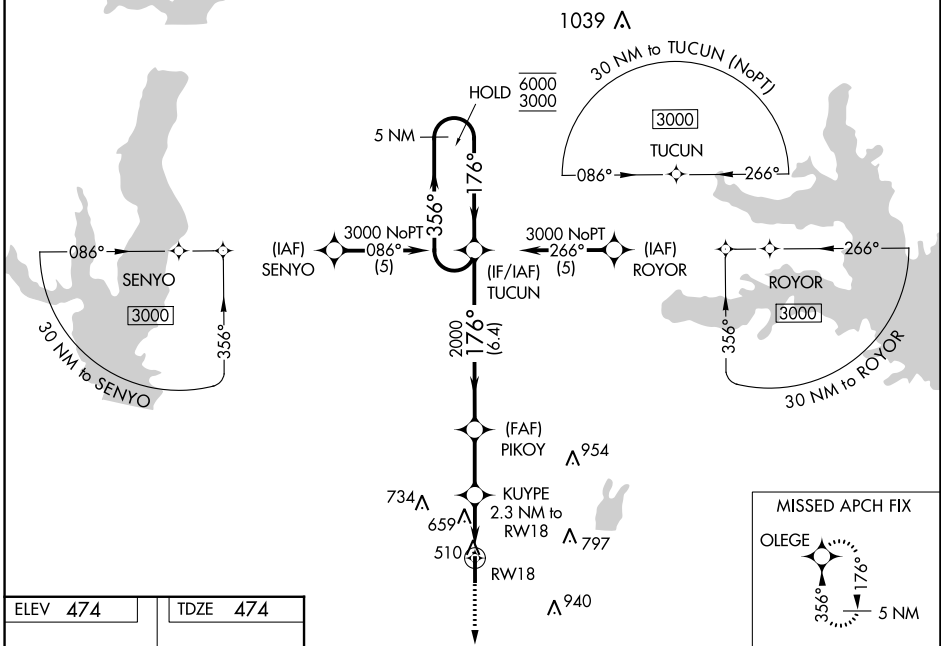 1039
30 NM to TUCUN (NoPT)
3000
TUCUN
086°
266°
HOLD 6000
3000
5 NM
356°
176°
(IAF)
SENYO
3000 NoPT
086°
(5)
(IF/IAF)
TUCUN
3000 NoPT
266°
(5)
(IAF)
ROYOR
086°
SENYO
3000
356°
30 NM to SENYO
266°
ROYOR
3000
356°
30 NM to ROYOR
2000
176°
(6.4)
(FAF)
PIKOY
954
734
KUYPE
2.3 NM to
RW18
659
797
510
RW18
940
MISSED APCH FIX
OLEGE
356°
176°
5 NM
ELEV 474
TDZE 474